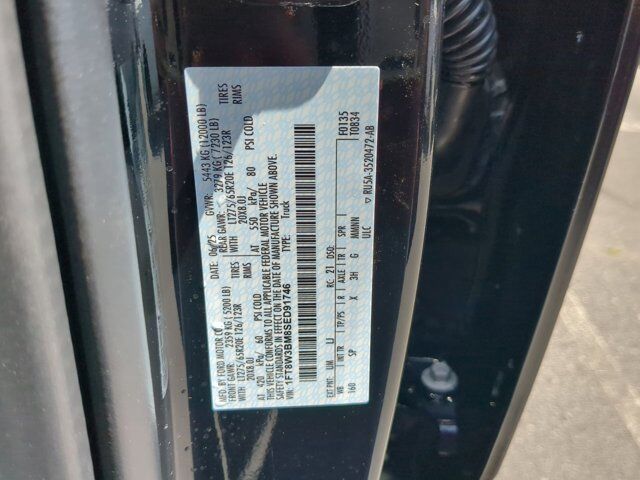 MFD. BY FORD MOTOR CO. 06/25 GVWR: 5443 KG (12000 LB)
FRONT GAWR: 2359 KG (5200 LB) REAR GAWR: 3279 KG (7230 LB)
WITH LT275/65R20E 126/123R TIRES WITH LT275/65R20E 126/123R TIRES
20X8.0J RIMS 20X8.0J RIMS
AT 420 kPa/ 60 PSI COLD AT 550 kPa/ 80 PSI COLD
THIS VEHICLE CONFORMS TO ALL APPLICABLE FEDERAL MOTOR VEHICLE
SAFETY STANDARDS IN EFFECT ON THE DATE OF MANUFACTURE SHOWN ABOVE.
VIN: 1FT8W3BM8SED91746 TYPE: Truck
F0135
T0834
EXT PNT: UM UJ RC: 21 DSO:
WB INT TR TP/PS R AXLE TR SPR
160 SP X 3H G MMMNN
ULC RU5A-3520472-AB